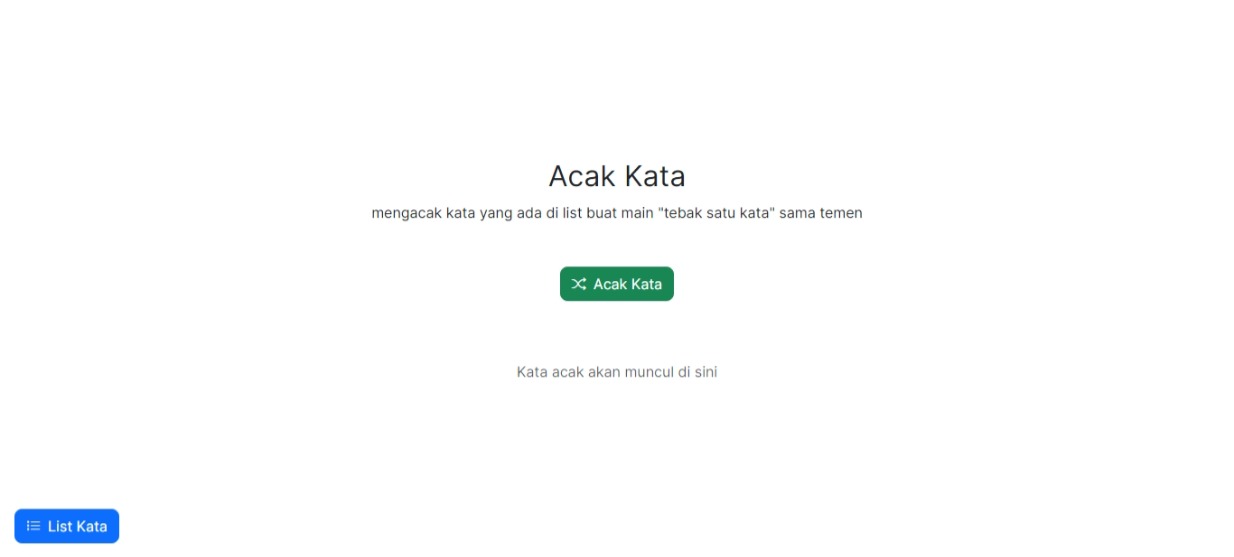 Acak Kata
mengacak kata yang ada di list buat main "tebak satu kata" sama temen
Acak Kata
Kata acak akan muncul di sini
List Kata